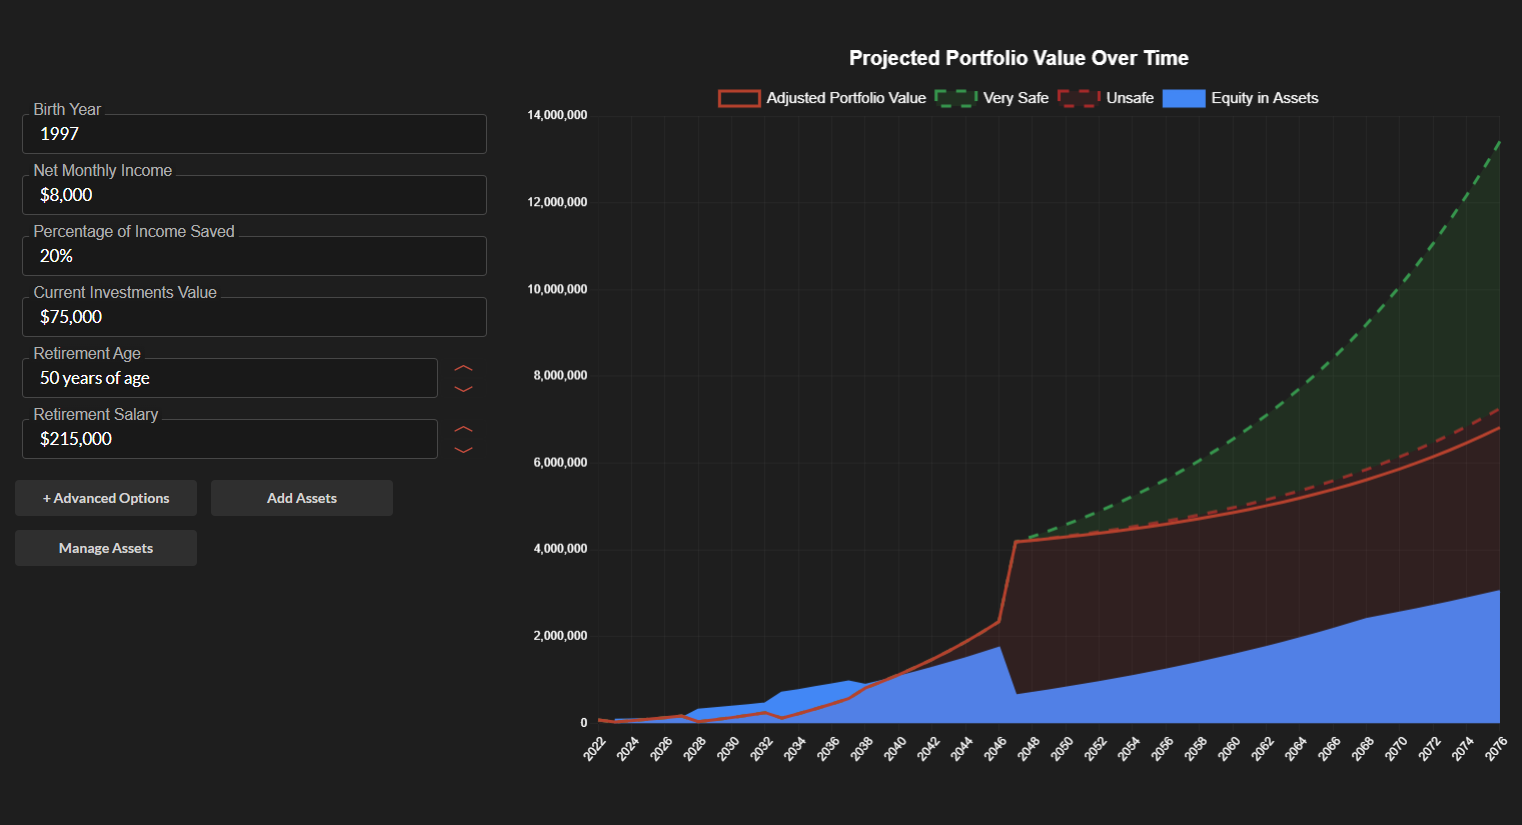 Birth Year
1997
Net Monthly Income
$8,000
Percentage of Income Saved
20%
Current Investments Value
$75,000
Retirement Age
50 years of age
Retirement Salary
$215,000
+ Advanced Options
Add Assets
Manage Assets
Projected Portfolio Value Over Time
Adjusted Portfolio Value
Very Safe
Unsafe
Equity in Assets
14,000,000
12,000,000
10,000,000
8,000,000
6,000,000
4,000,000
2,000,000
0
2022
2024
2026
2028
2030
2032
2034
2036
2038
2040
2042
2044
2046
2048
2050
2052
2054
2056
2058
2060
2062
2064
2066
2068
2070
2072
2074
2076